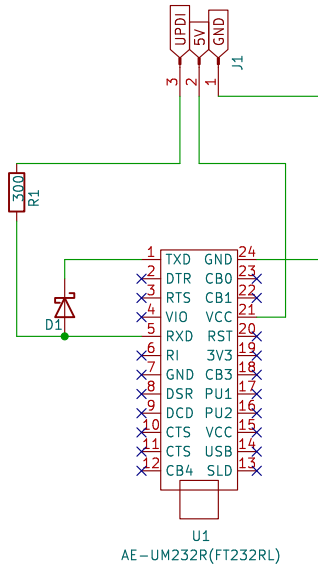 UPDI 5V GND
J1
3 2 1
300
R1
D1
1 TXD GND 24
2 DTR CB0 23
3 RTS CB1 22
4 VIO VCC 21
5 RXD RST 20
6 RI 3V3 19
7 GND CB3 18
8 DSR PU1 17
9 DCD PU2 16
10 CTS VCC 15
11 CTS USB 14
12 CB4 SLD 13
U1
AE-UM232R(FT232RL)